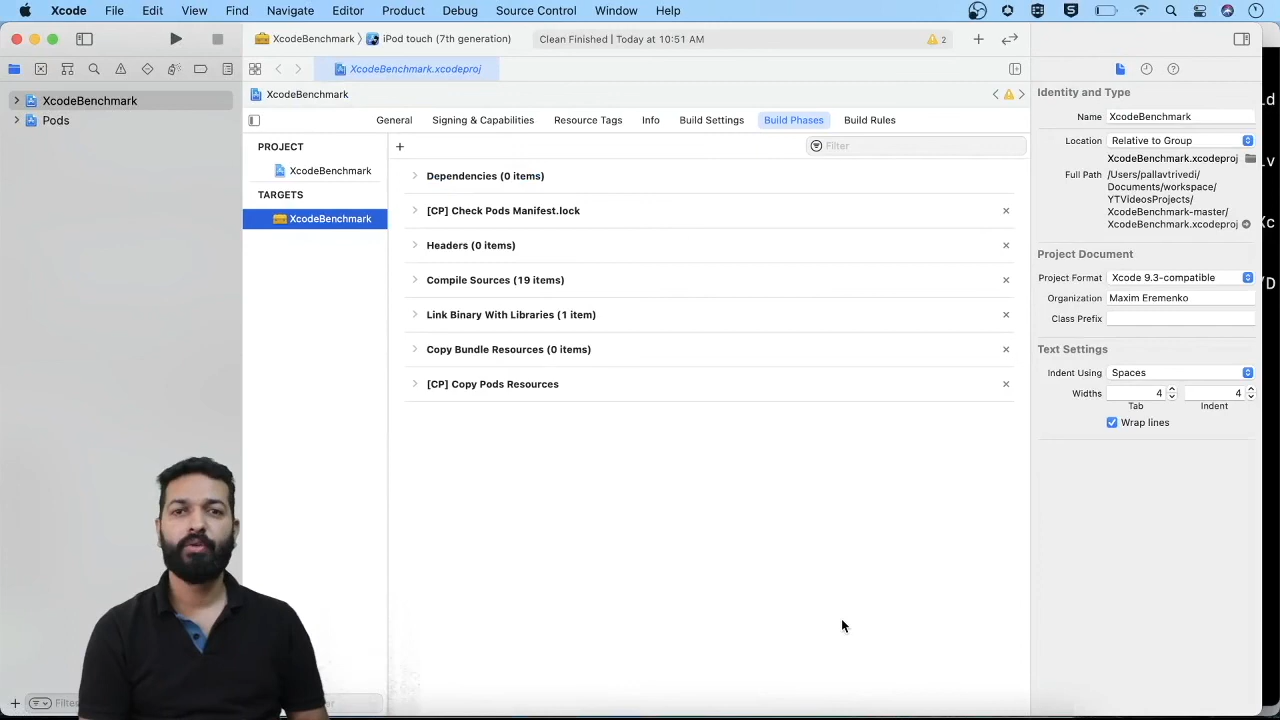 Xcode File Edit View Find Navigate Editor Product Debug Source Control Window Help
XcodeBenchmark iPod touch (7th generation) Clean Finished | Today at 10:51 AM 2
XcodeBenchmark.xcodeproj
XcodeBenchmark
Pods
XcodeBenchmark
General Signing & Capabilities Resource Tags Info Build Settings Build Phases Build Rules
PROJECT
XcodeBenchmark
TARGETS
XcodeBenchmark
Filter
Dependencies (0 items)
[CP] Check Pods Manifest.lock
Headers (0 items)
Compile Sources (19 items)
Link Binary With Libraries (1 item)
Copy Bundle Resources (0 items)
[CP] Copy Pods Resources
Identity and Type
Name XcodeBenchmark
Location Relative to Group
XcodeBenchmark.xcodeproj
Full Path /Users/pallavtrivedi/
Documents/workspace/
YTVideosProjects/
XcodeBenchmark-master/
XcodeBenchmark.xcodeproj
Project Document
Project Format Xcode 9.3-compatible
Organization Maxim Eremenko
Class Prefix
Text Settings
Indent Using Spaces
Widths 4 4
Tab Indent
Wrap lines